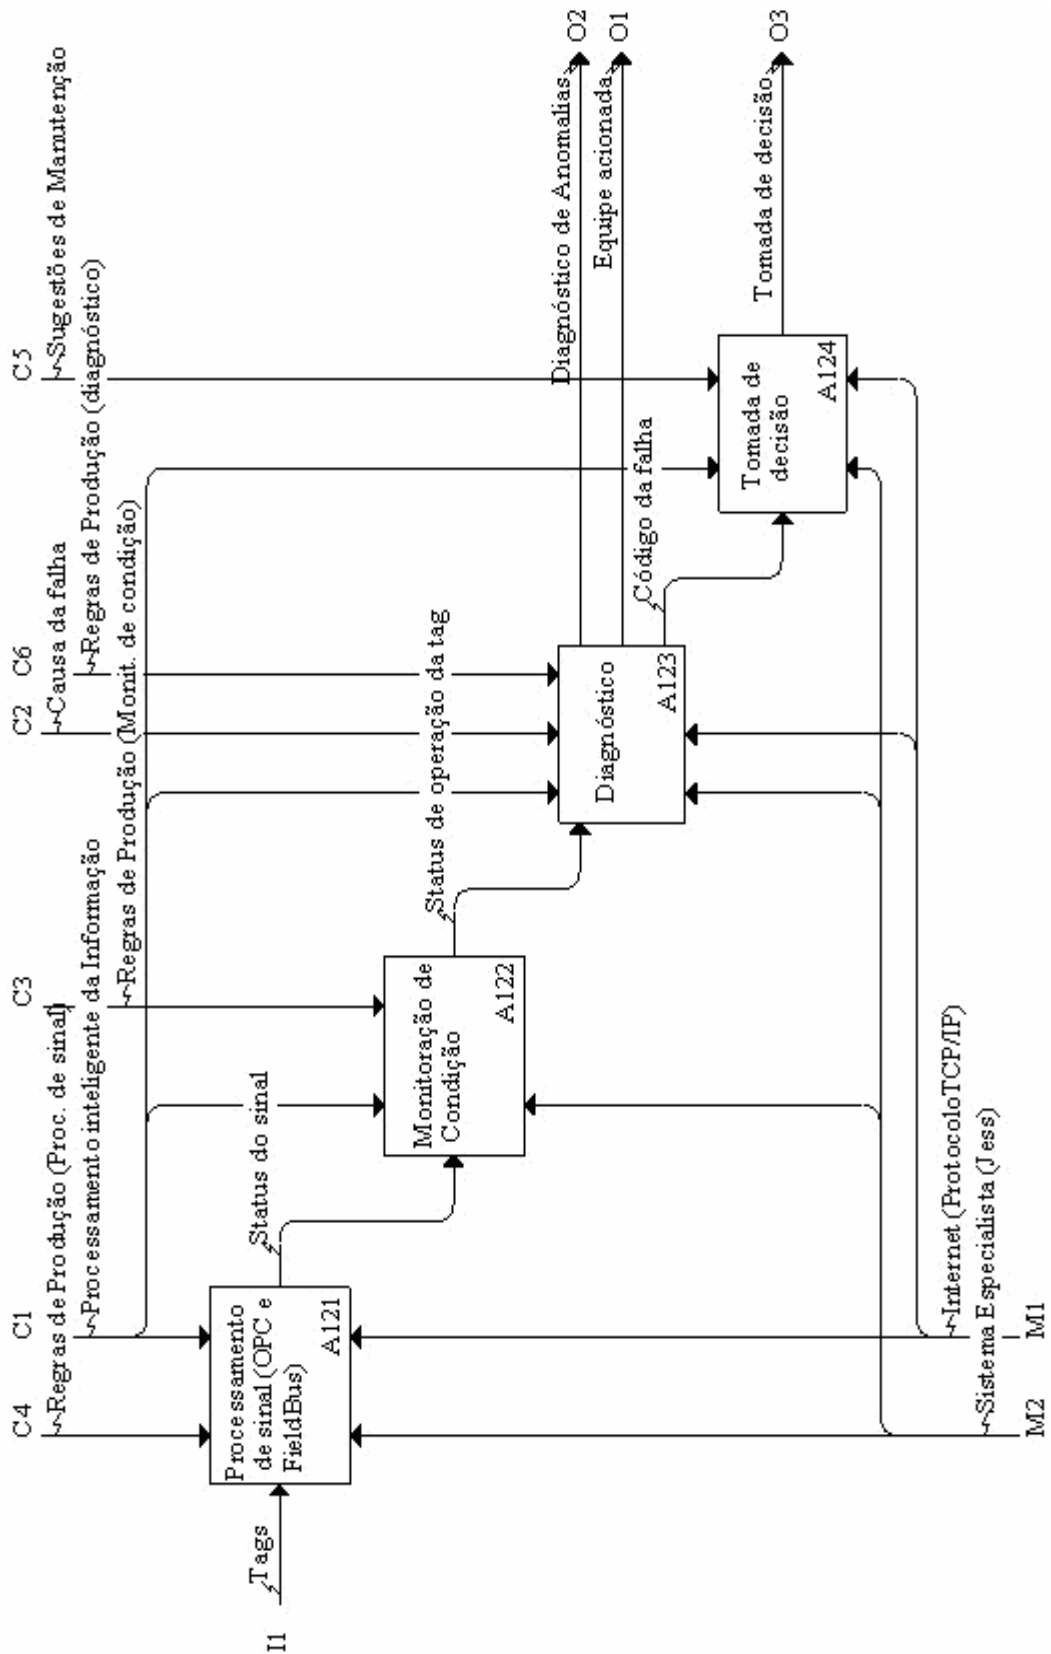 C4
C1
C3
C2
C6
C5
Regras de Produção (Proc. de sinal)
Causa da falha
Sugestões de Manutenção
Processamento inteligente da Informação
Regras de Produção (diagnóstico)
Regras de Produção (Monit. de condição)
I1
Tags
Processamento
de sinal (OPC e
FieldBus)
A121
Status do sinal
Monitoração de
Condição
A122
Status de operação da tag
Diagnóstico
A123
Diagnóstico de Anomalias
O2
Equipe acionada
O1
Código da falha
Tomada de
decisão
A124
Tomada de decisão
O3
Internet (Protocolo TCP/IP)
Sistema Especialista (Jess)
M2
M1